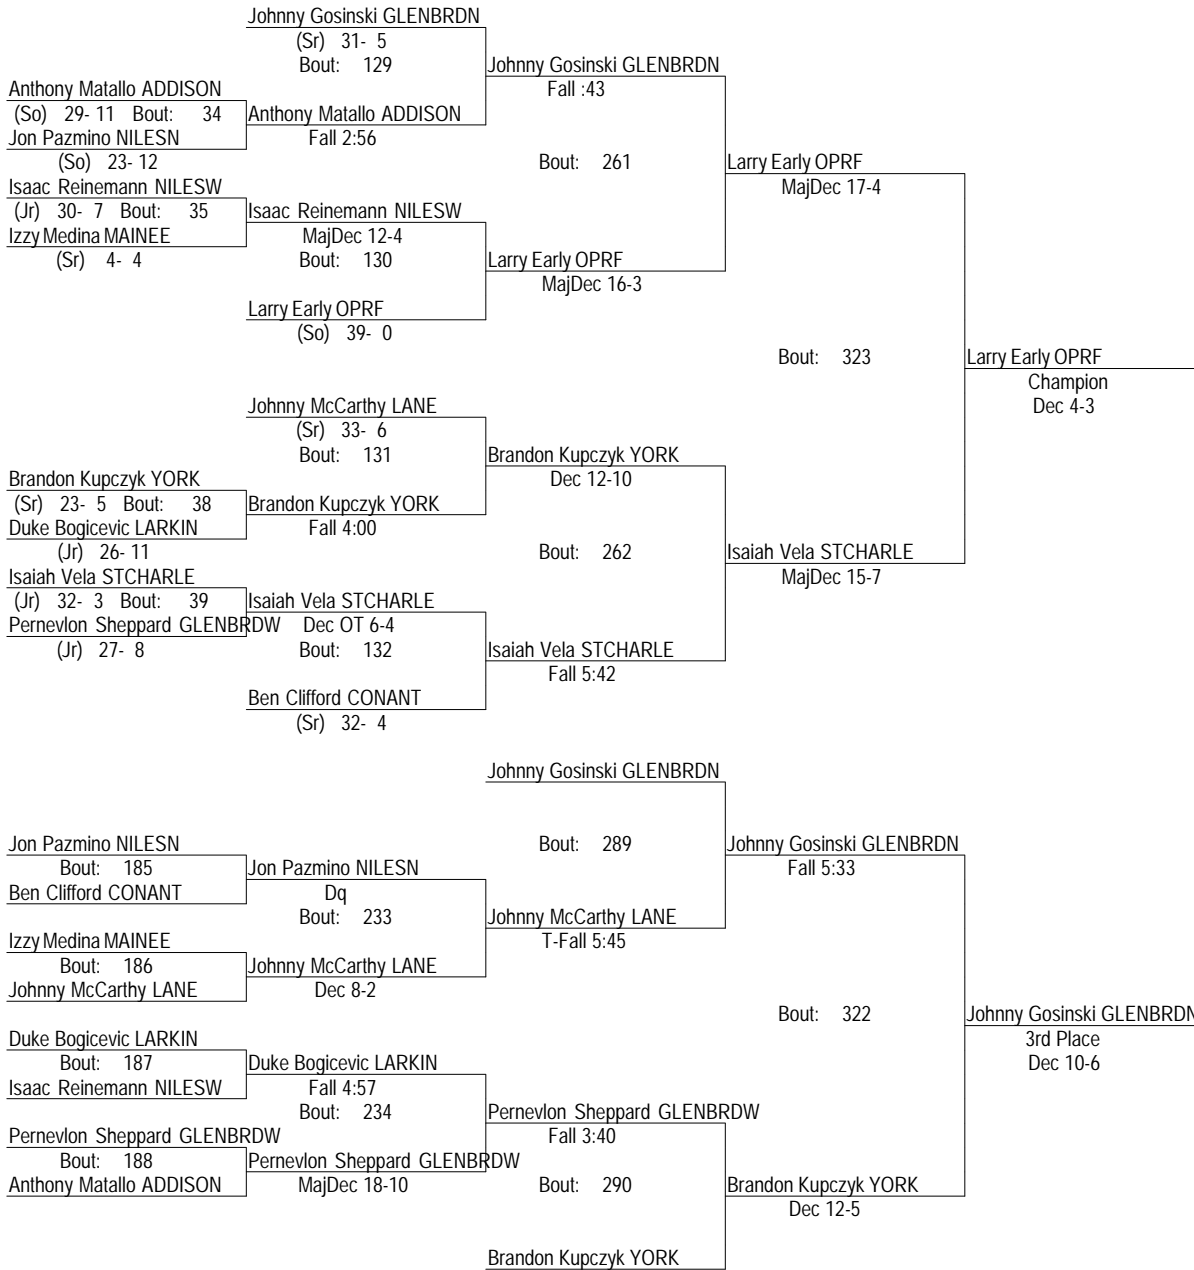 Johnny Gosinski GLENBRDN
(Sr) 31- 5
Bout: 129
Johnny Gosinski GLENBRDN
Fall :43
Anthony Matallo ADDISON
(So) 29- 11 Bout: 34
Anthony Matallo ADDISON
Jon Pazmino NILESN
Fall 2:56
(So) 23- 12
Bout: 261
Larry Early OPRF
MajDec 17-4
Isaac Reinemann NILESW
(Jr) 30- 7 Bout: 35
Isaac Reinemann NILESW
Izzy Medina MAINEE
MajDec 12-4
(Sr) 4- 4
Bout: 130
Larry Early OPRF
MajDec 16-3
Larry Early OPRF
(So) 39- 0
Bout: 323
Larry Early OPRF
Champion
Dec 4-3
Johnny McCarthy LANE
(Sr) 33- 6
Bout: 131
Brandon Kupczyk YORK
Dec 12-10
Brandon Kupczyk YORK
(Sr) 23- 5 Bout: 38
Brandon Kupczyk YORK
Duke Bogicevic LARKIN
Fall 4:00
(Jr) 26- 11
Bout: 262
Isaiah Vela STCHARLE
MajDec 15-7
Isaiah Vela STCHARLE
(Jr) 32- 3 Bout: 39
Isaiah Vela STCHARLE
Pernevlon Sheppard GLENBRDW
Dec OT 6-4
(Jr) 27- 8
Bout: 132
Isaiah Vela STCHARLE
Fall 5:42
Ben Clifford CONANT
(Sr) 32- 4
Johnny Gosinski GLENBRDN
Jon Pazmino NILESN
Bout: 185
Ben Clifford CONANT
Jon Pazmino NILESN
Dq
Bout: 233
Bout: 289
Johnny Gosinski GLENBRDN
Fall 5:33
Johnny McCarthy LANE
T-Fall 5:45
Izzy Medina MAINEE
Bout: 186
Johnny McCarthy LANE
Johnny McCarthy LANE
Dec 8-2
Bout: 322
Johnny Gosinski GLENBRDN
3rd Place
Dec 10-6
Duke Bogicevic LARKIN
Bout: 187
Isaac Reinemann NILESW
Duke Bogicevic LARKIN
Fall 4:57
Bout: 234
Pernevlon Sheppard GLENBRDW
Fall 3:40
Pernevlon Sheppard GLENBRDW
Bout: 188
Anthony Matallo ADDISON
Pernevlon Sheppard GLENBRDW
MajDec 18-10
Bout: 290
Brandon Kupczyk YORK
Dec 12-5
Brandon Kupczyk YORK